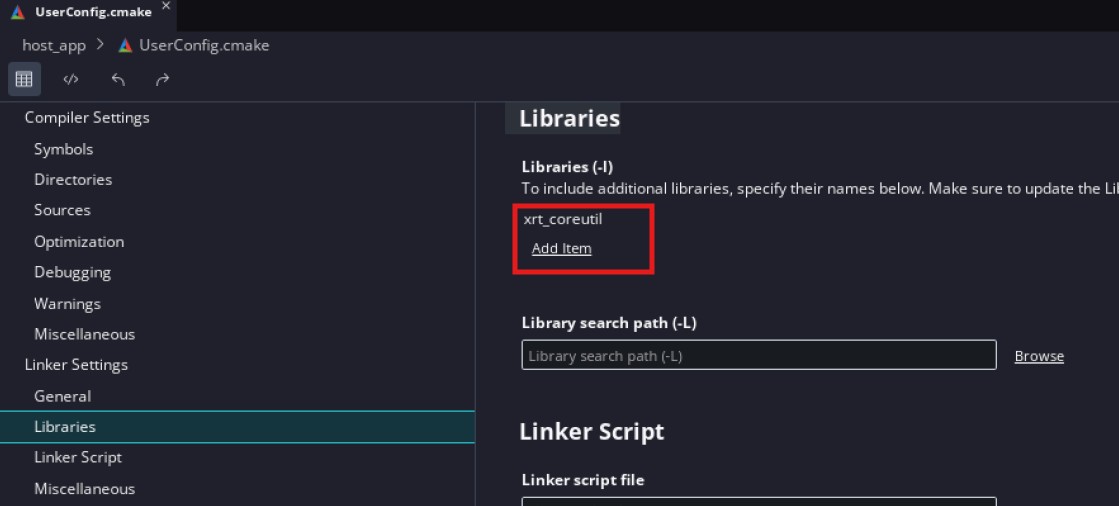 UserConfig.cmake
host_app > UserConfig.cmake
Compiler Settings
Symbols
Directories
Sources
Optimization
Debugging
Warnings
Miscellaneous
Linker Settings
General
Libraries
Linker Script
Miscellaneous
Libraries
Libraries (-l)
To include additional libraries, specify their names below. Make sure to update the
xrt_coreutil
Add Item
Library search path (-L)
Library search path (-L)
Browse
Linker Script
Linker script file